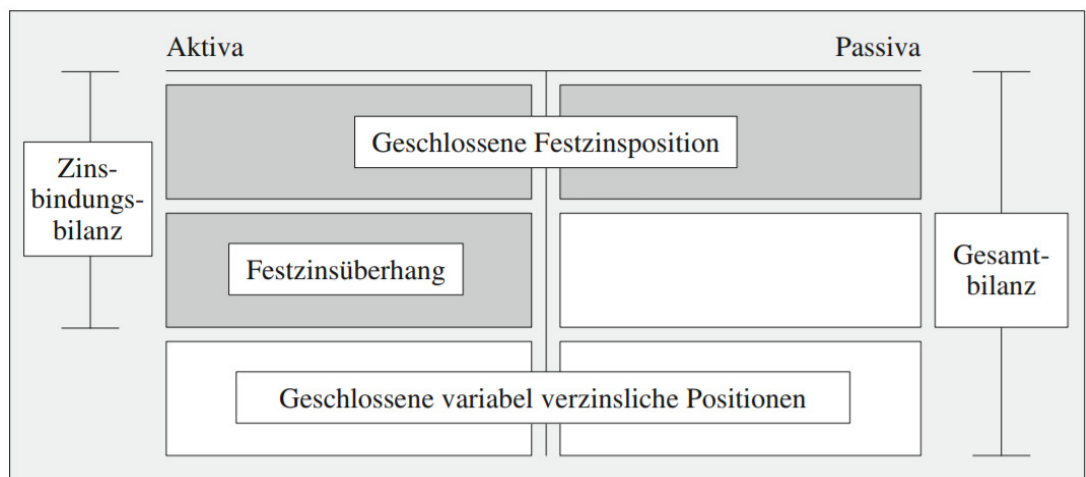 Aktiva
Passiva
Geschlossene Festzinsposition
Zins-
bindungs-
bilanz
Festzinsüberhang
Gesamt-
bilanz
Geschlossene variabel verzinsliche Positionen